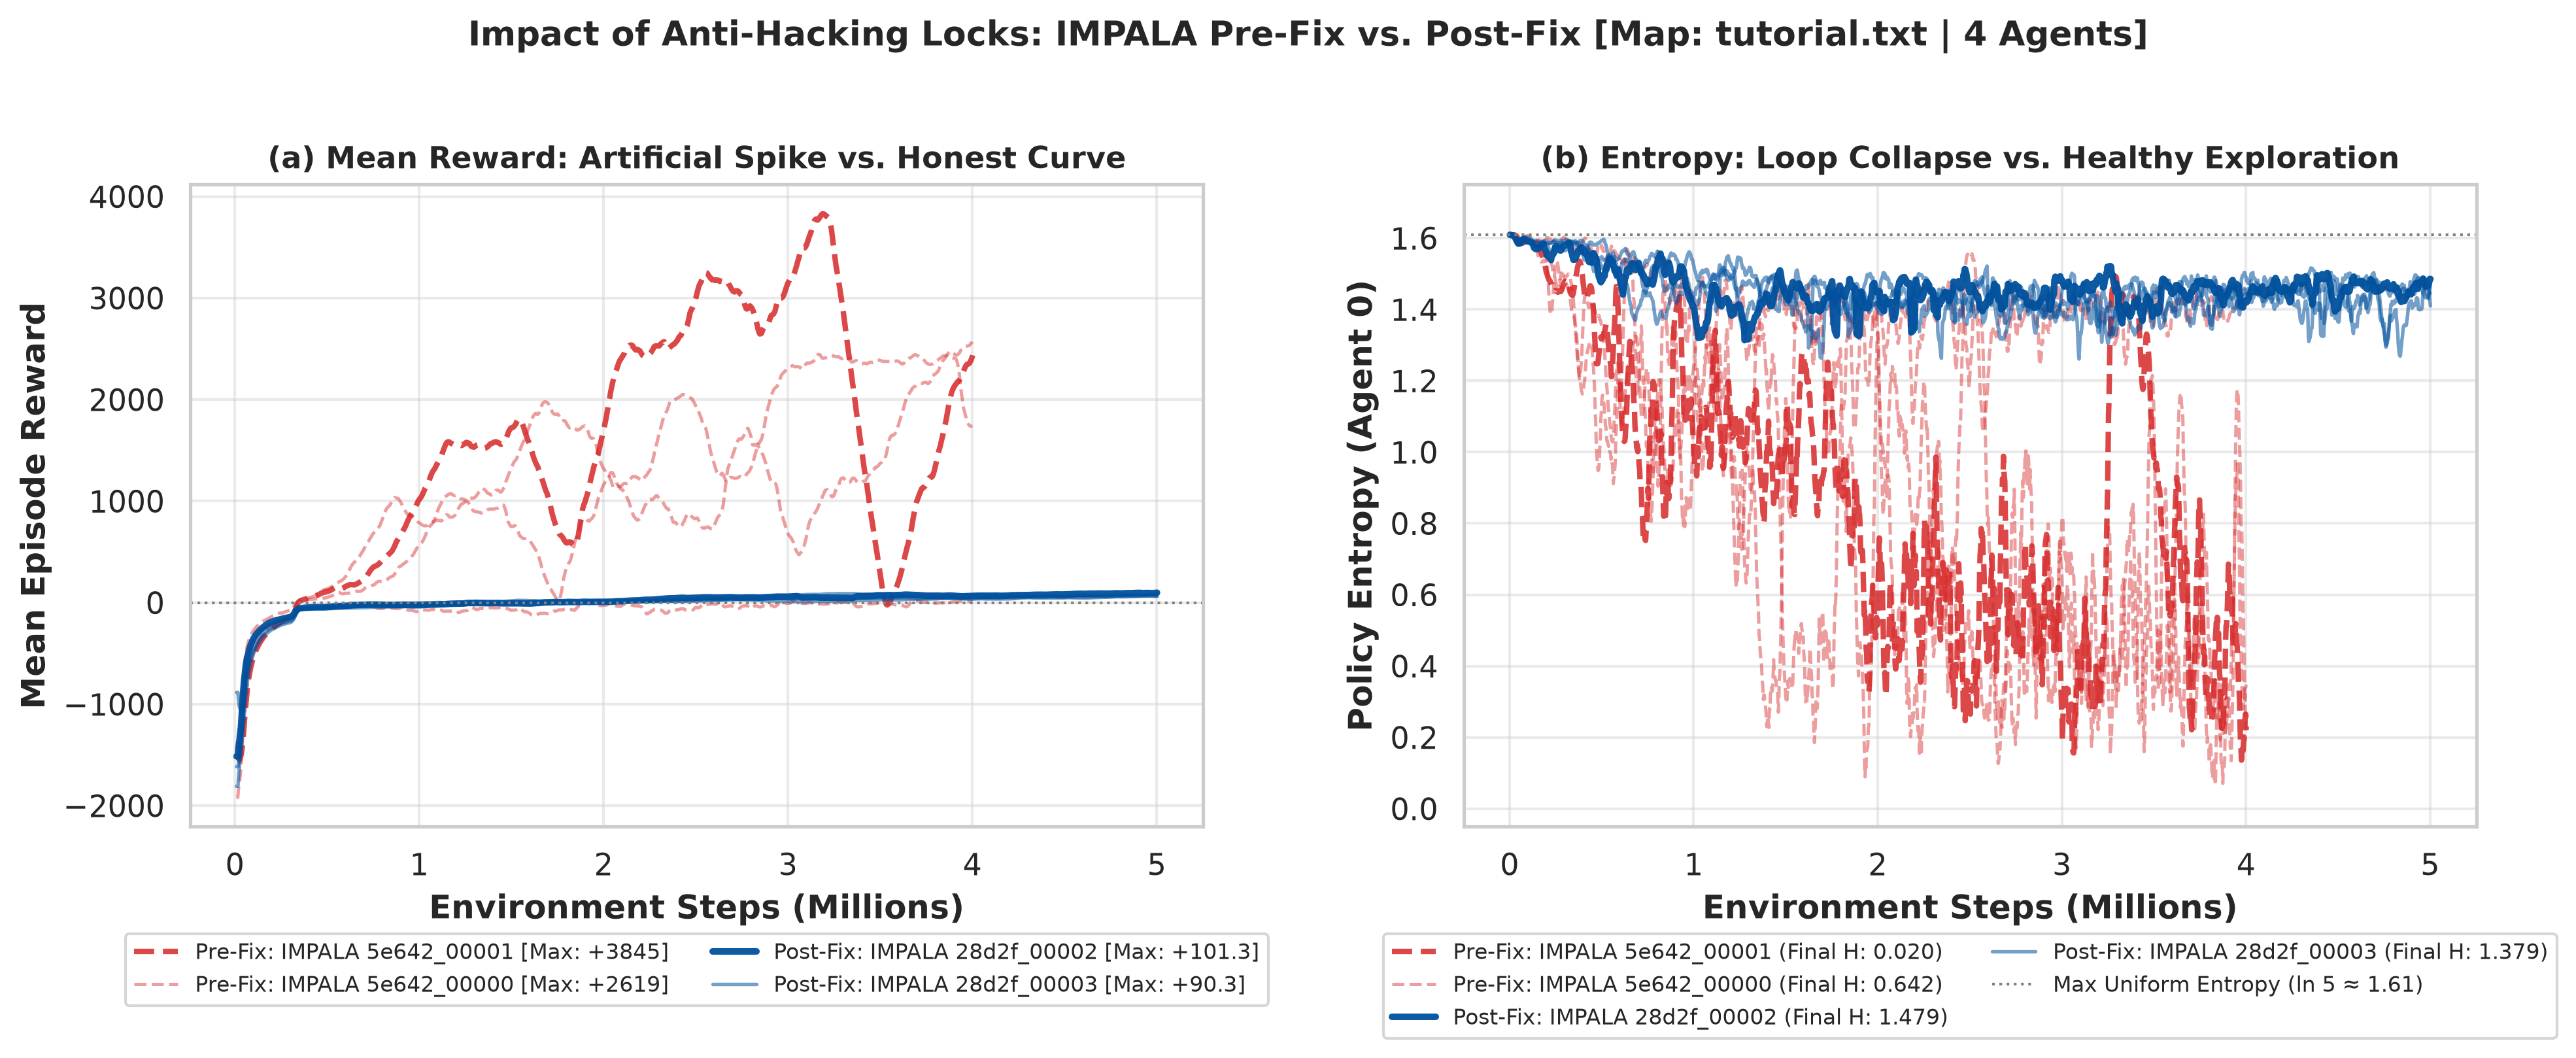 Impact of Anti-Hacking Locks: IMPALA Pre-Fix vs. Post-Fix [Map: tutorial.txt | 4 Agents]
(a) Mean Reward: Artificial Spike vs. Honest Curve
Mean Episode Reward
4000
3000
2000
1000
0
−1000
−2000
0 1 2 3 4 5
Environment Steps (Millions)
Pre-Fix: IMPALA 5e642_00001 [Max: +3845]
Pre-Fix: IMPALA 5e642_00000 [Max: +2619]
Post-Fix: IMPALA 28d2f_00002 [Max: +101.3]
Post-Fix: IMPALA 28d2f_00003 [Max: +90.3]
(b) Entropy: Loop Collapse vs. Healthy Exploration
Policy Entropy (Agent 0)
1.6
1.4
1.2
1.0
0.8
0.6
0.4
0.2
0.0
0 1 2 3 4 5
Environment Steps (Millions)
Pre-Fix: IMPALA 5e642_00001 (Final H: 0.020)
Pre-Fix: IMPALA 5e642_00000 (Final H: 0.642)
Post-Fix: IMPALA 28d2f_00002 (Final H: 1.479)
Post-Fix: IMPALA 28d2f_00003 (Final H: 1.379)
Max Uniform Entropy (ln 5 ≈ 1.61)